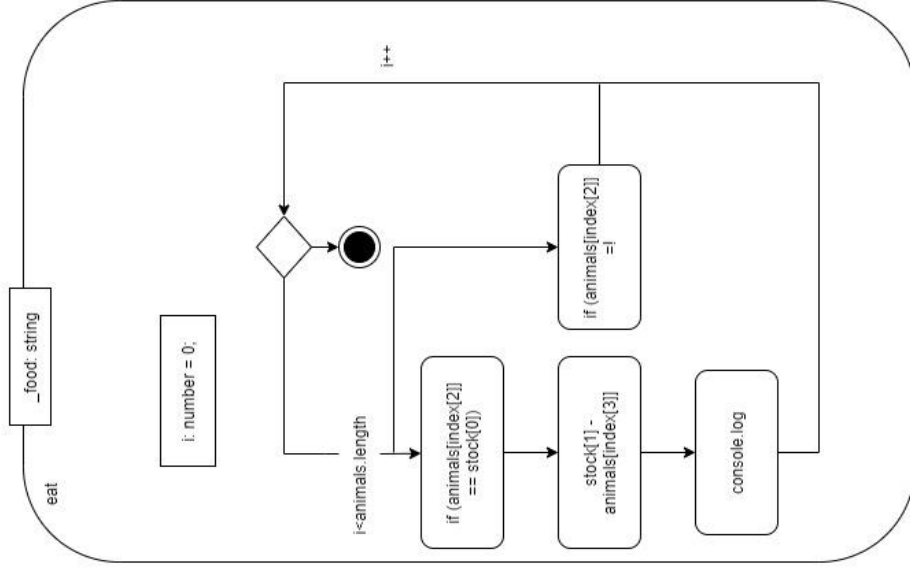 _food: string
eat
i: number = 0;
i<animals.length
i++
if (animals[index[2]]
== stock[0])
stock[1] -
animals[index[3]]
if (animals[index[2]]
=!
console.log